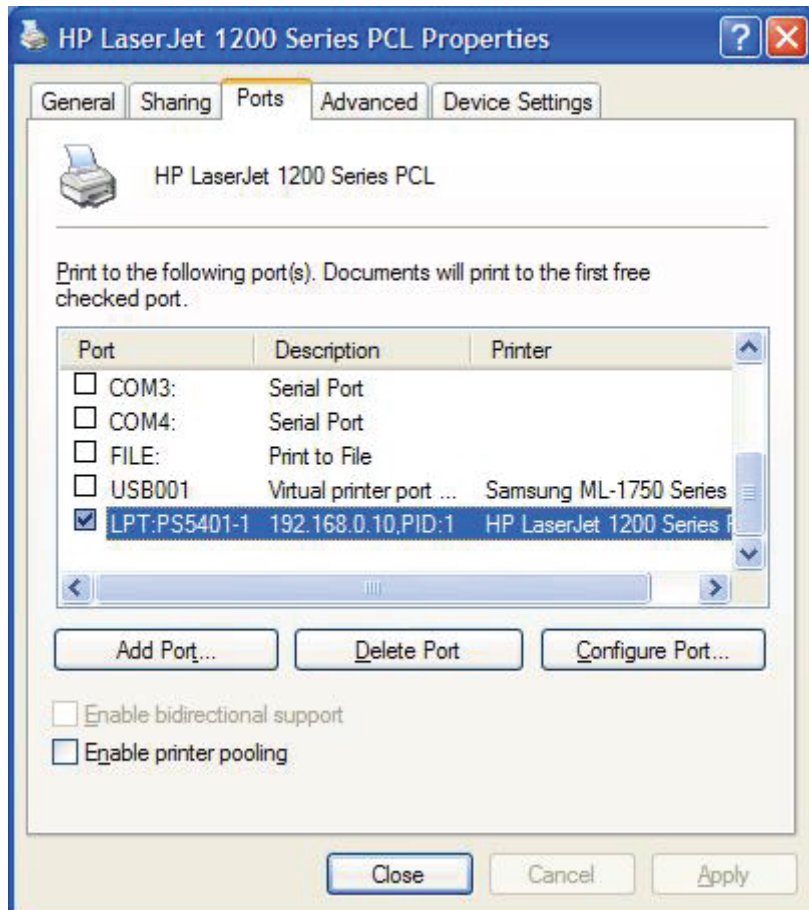 HP LaserJet 1200 Series PCL Properties
General Sharing Ports Advanced Device Settings
HP LaserJet 1200 Series PCL
Print to the following port(s). Documents will print to the first free
checked port.
Port Description Printer
COM3: Serial Port
COM4: Serial Port
FILE: Print to File
USB001 Virtual printer port ... Samsung ML-1750 Series
LPT:PS5401-1 192.168.0.10,PID:1 HP LaserJet 1200 Series
Add Port... Delete Port Configure Port...
Enable bidirectional support
Enable printer pooling
Close Cancel Apply